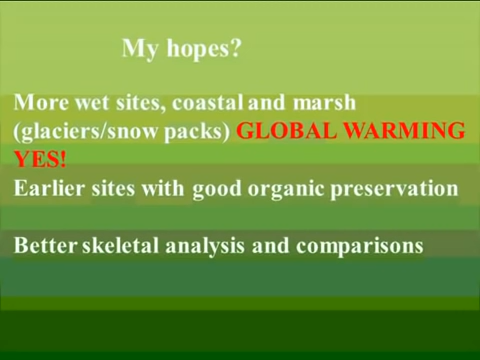 My hopes?
More wet sites, coastal and marsh
(glaciers/snow packs) GLOBAL WARMING
YES!
Earlier sites with good organic preservation
Better skeletal analysis and comparisons